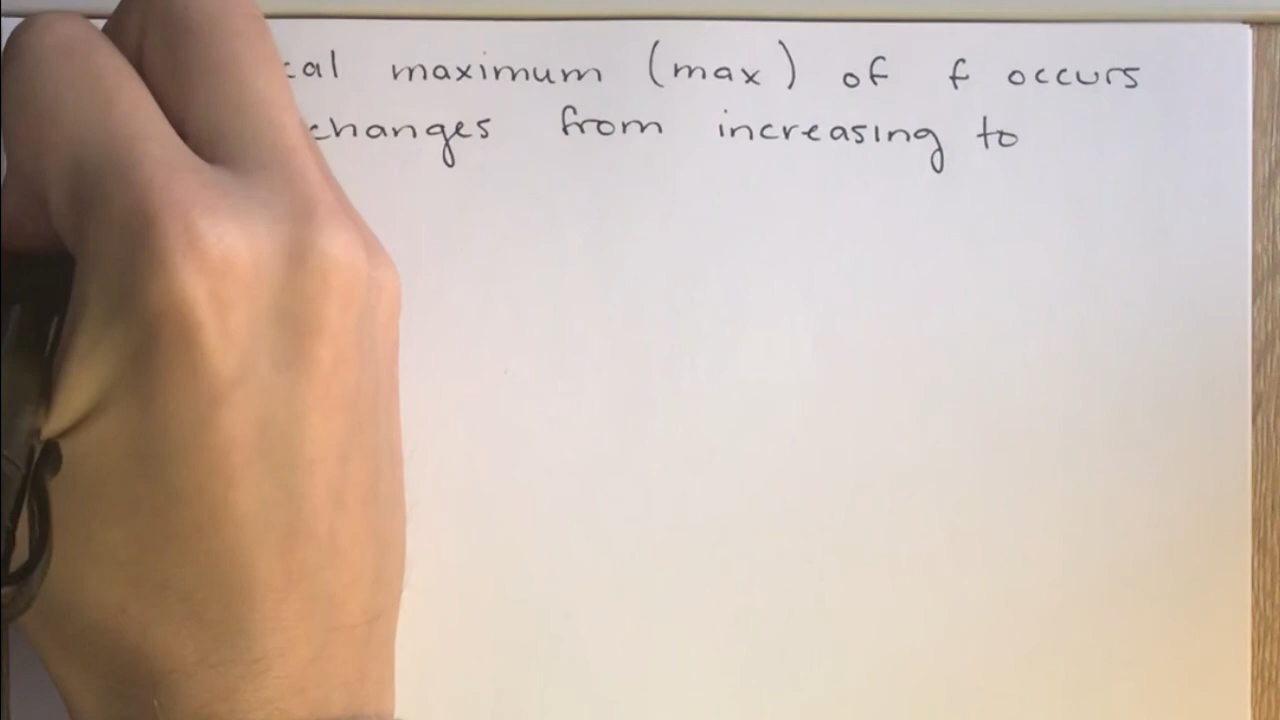 maximum (max) of f occurs
changes from increasing to